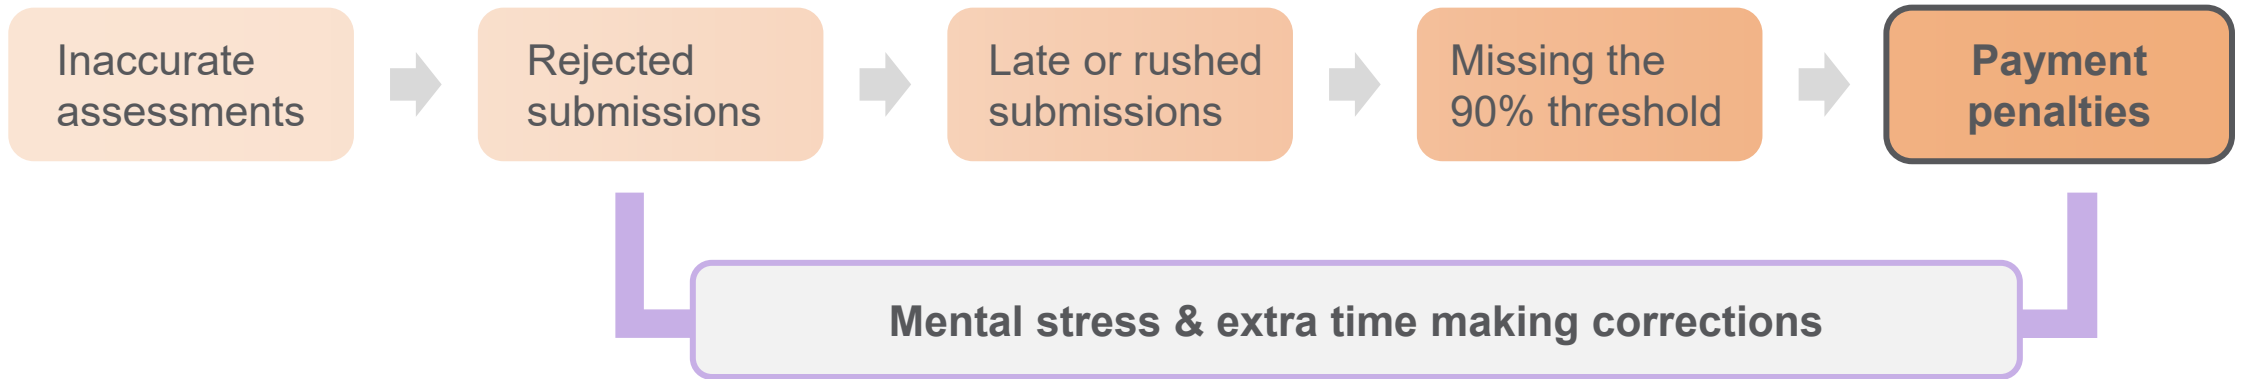 Inaccurate
assessments
Rejected
submissions
Late or rushed
submissions
Missing the
90% threshold
Payment
penalties
Mental stress & extra time making corrections